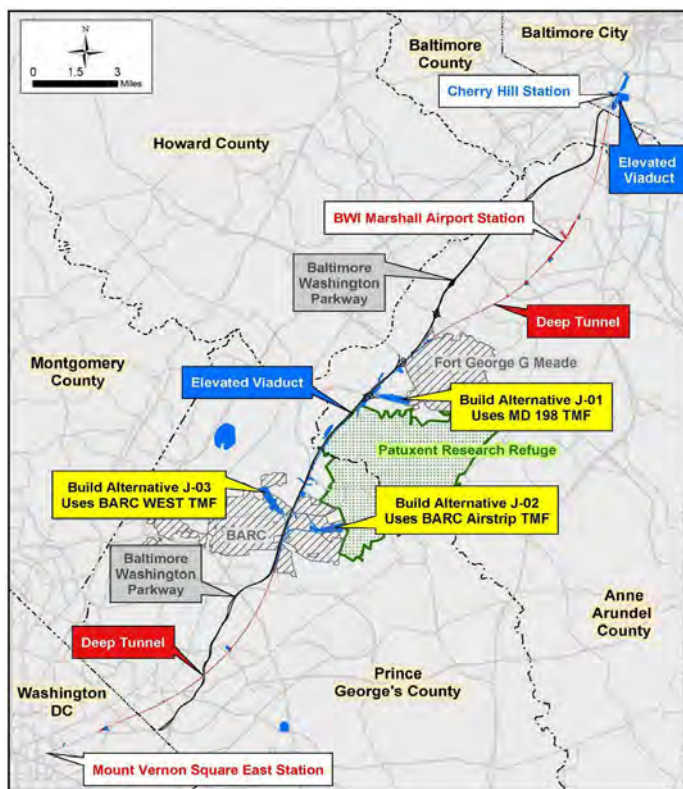 N
0 1.5 3
Miles
Baltimore
County
Baltimore City
Cherry Hill Station
Howard County
Elevated
Viaduct
BWI Marshall Airport Station
Baltimore
Washington
Parkway
Deep Tunnel
Fort George G Meade
Montgomery
County
Elevated Viaduct
Build Alternative J-01
Uses MD 198 TMF
Patuxent Research Refuge
Build Alternative J-03
Uses BARC WEST TMF
Build Alternative J-02
Uses BARC Airstrip TMF
BARC
Baltimore
Washington
Parkway
Anne
Arundel
County
Deep Tunnel
Washington
DC
Prince
George's County
Mount Vernon Square East Station